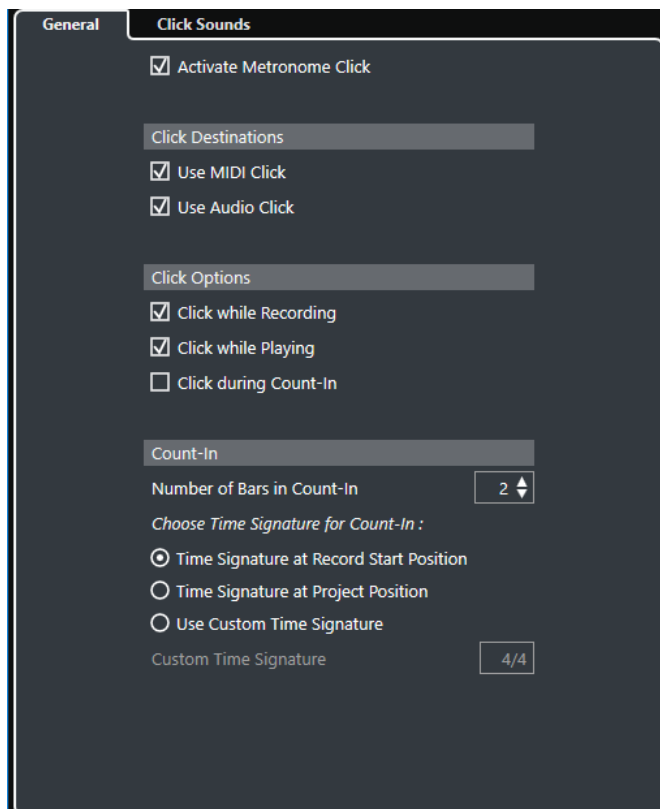 General Click Sounds
Activate Metronome Click
Click Destinations
Use MIDI Click
Use Audio Click
Click Options
Click while Recording
Click while Playing
Click during Count-In
Count-In
Number of Bars in Count-In 2
Choose Time Signature for Count-In :
Time Signature at Record Start Position
Time Signature at Project Position
Use Custom Time Signature
Custom Time Signature 4/4